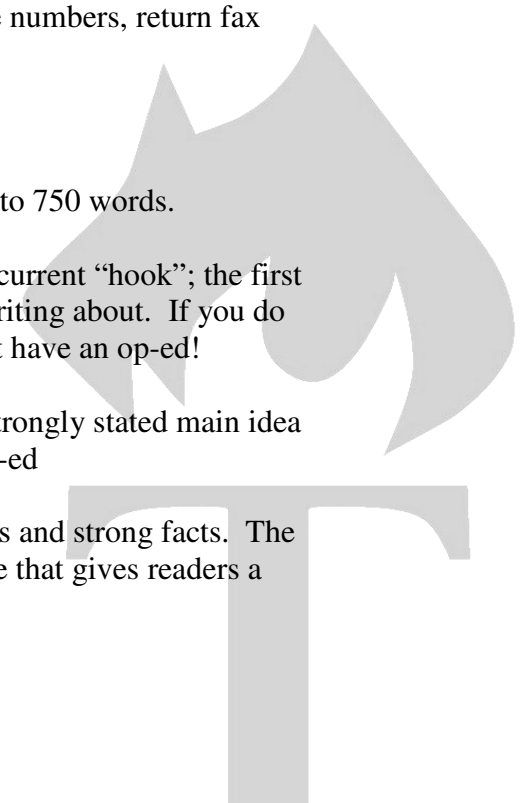 numbers, return fax
to 750 words.
current “hook”; the first
riting about. If you do
have an op-ed!
trongly stated main idea
-ed
s and strong facts. The
that gives readers a